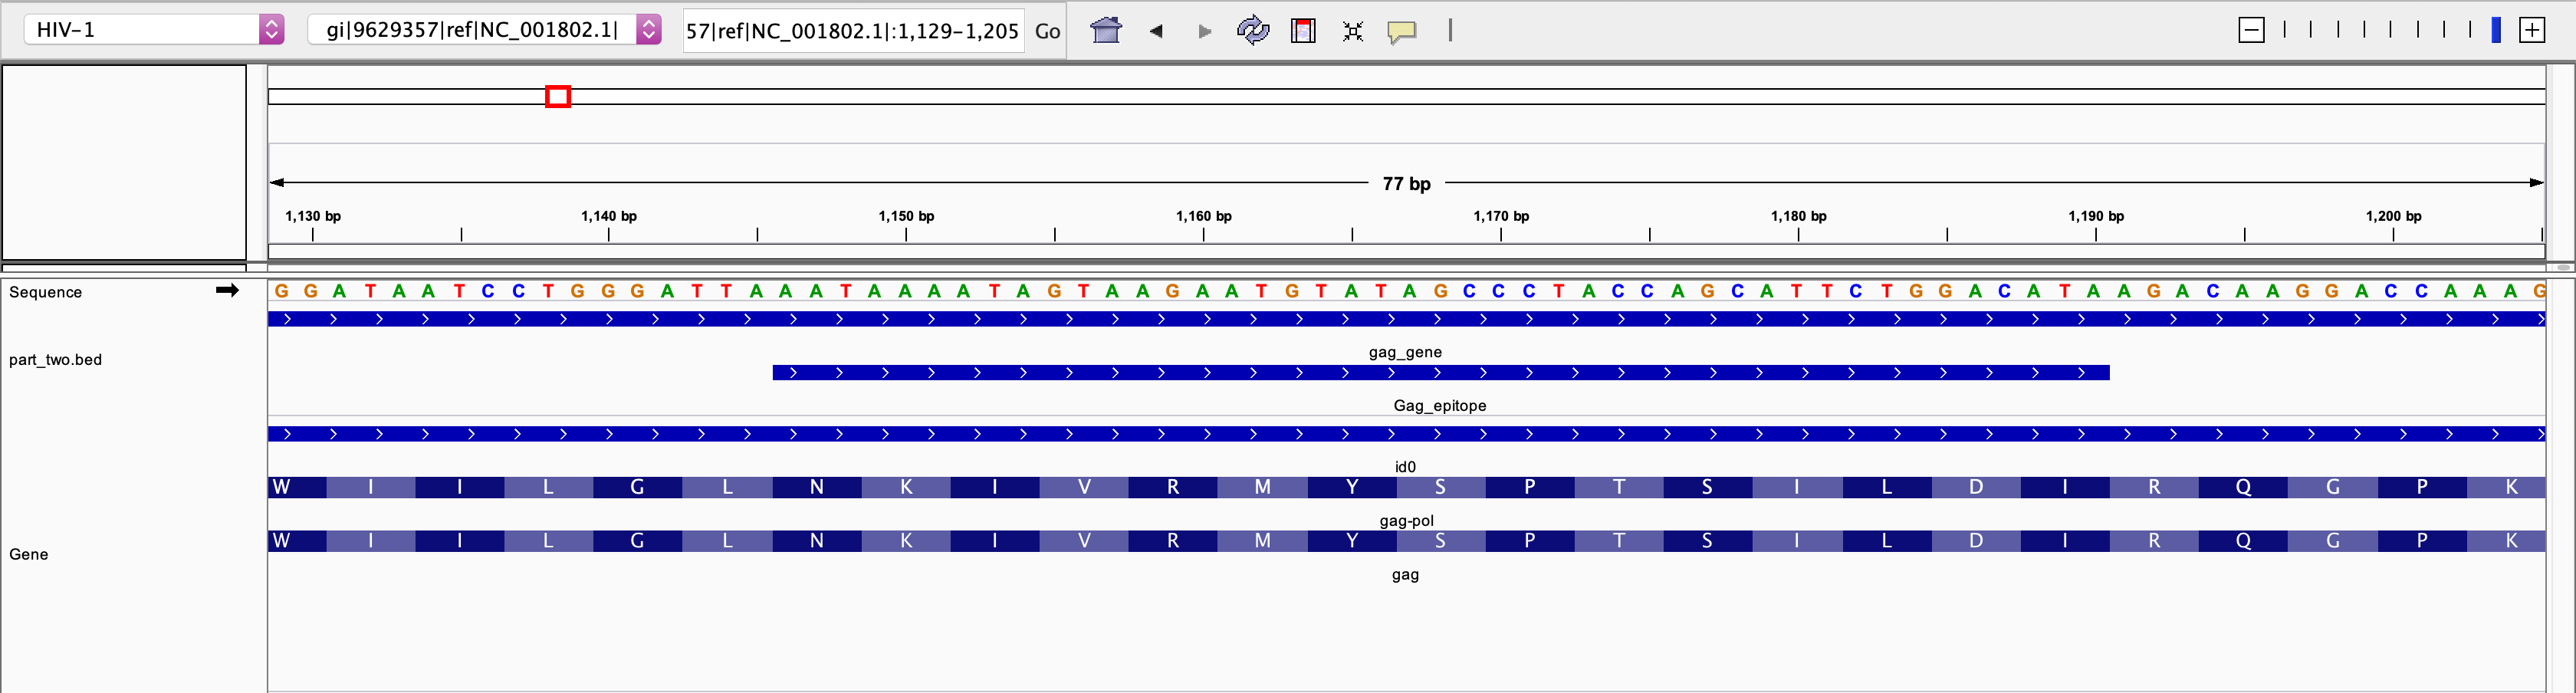 HIV-1 gi|9629357|ref|NC_001802.1| 57|ref|NC_001802.1|:1,129-1,205 Go
77 bp
1,130 bp 1,140 bp 1,150 bp 1,160 bp 1,170 bp 1,180 bp 1,190 bp 1,200 bp
Sequence G G A T A A T C C T G G G A T T A A A T A A A A T A G T A A G A A T G T A T A G C C C T A C C A G C A T T C T G G A C A T A A G A C A A G G A C C A A A G
part_two.bed
gag_gene
Gag_epitope
id0
W I I L G L N K I V R M Y S P T S I L D I R Q G P K
gag-pol
W I I L G L N K I V R M Y S P T S I L D I R Q G P K
Gene
gag